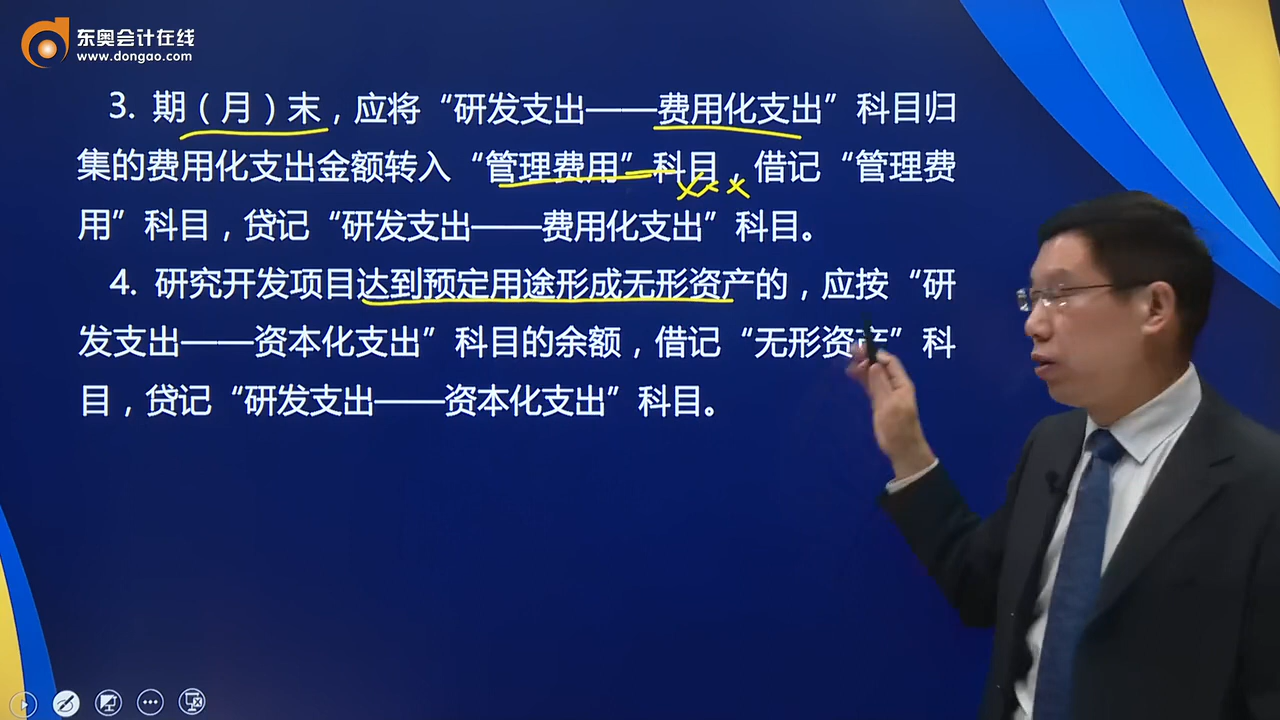 东奥会计在线
www.dongao.com
3. 期（月）末，应将“研发支出——费用化支出”科目归
集的费用化支出金额转入“管理费用”科目，借记“管理费
用”科目，贷记“研发支出——费用化支出”科目。
4. 研究开发项目达到预定用途形成无形资产的，应按“研
发支出——资本化支出”科目的余额，借记“无形资产”科
目，贷记“研发支出——资本化支出”科目。